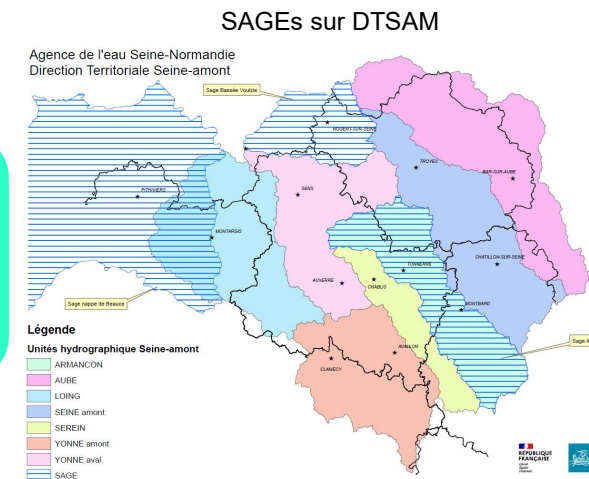 SAGEs sur DTSAM
Agence de l'eau Seine-Normandie
Direction Territoriale Seine-amont
Sage Bassée Voulzie
NOGENT-SUR-SEINE
TROYES
BAR-SUR-AUBE
PITHIVIERS
SENS
MONTARGIS
TONNERRE
CHATILLON-SUR-SEINE
AUXERRE
CHABLIS
MONTBARD
Sage nappe de Beauce
Sage A
AVALLON
CLAMECY
Légende
Unités hydrographique Seine-amont
ARMANCON
AUBE
LOING
SEINE amont
SEREIN
YONNE amont
YONNE aval
SAGE
RÉPUBLIQUE
FRANÇAISE
Liberté
Égalité
Fraternité